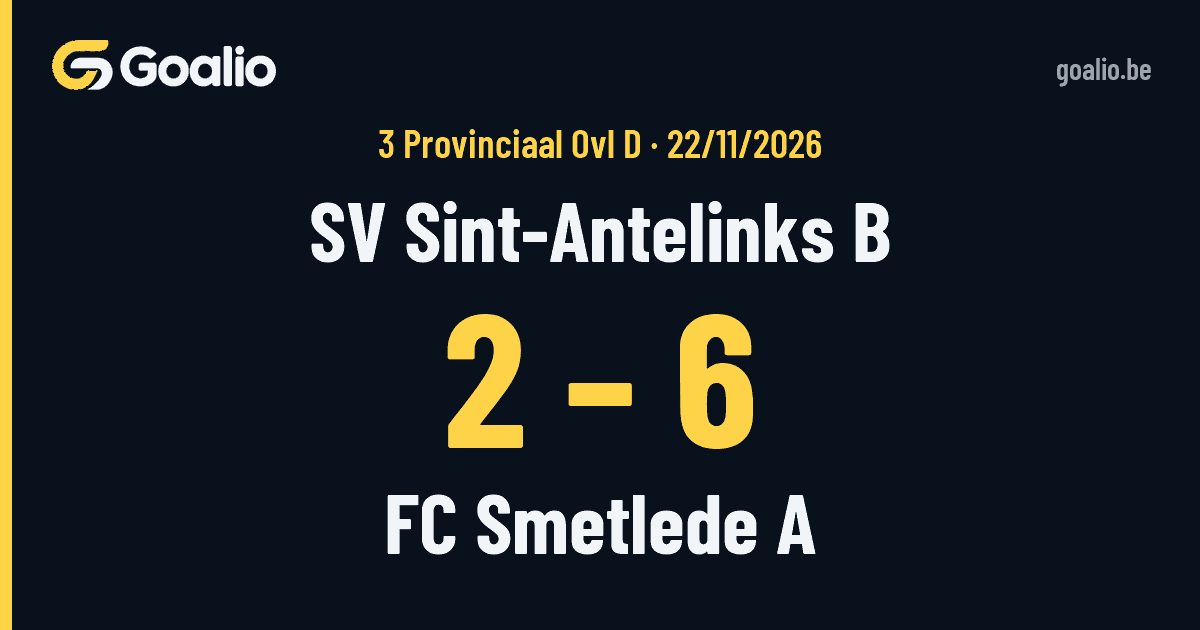 Goalio
goalio.be
3 Provinciaal Ovl D · 22/11/2026
SV Sint-Antelinks B
2 - 6
FC Smetlede A